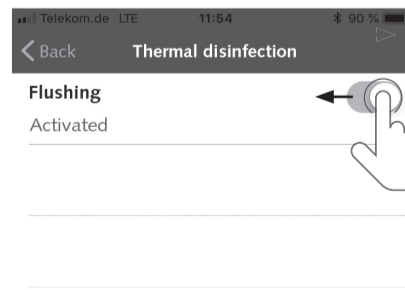 Telekom.de LTE 11:54 90 %
Back Thermal disinfection
Flushing
Activated